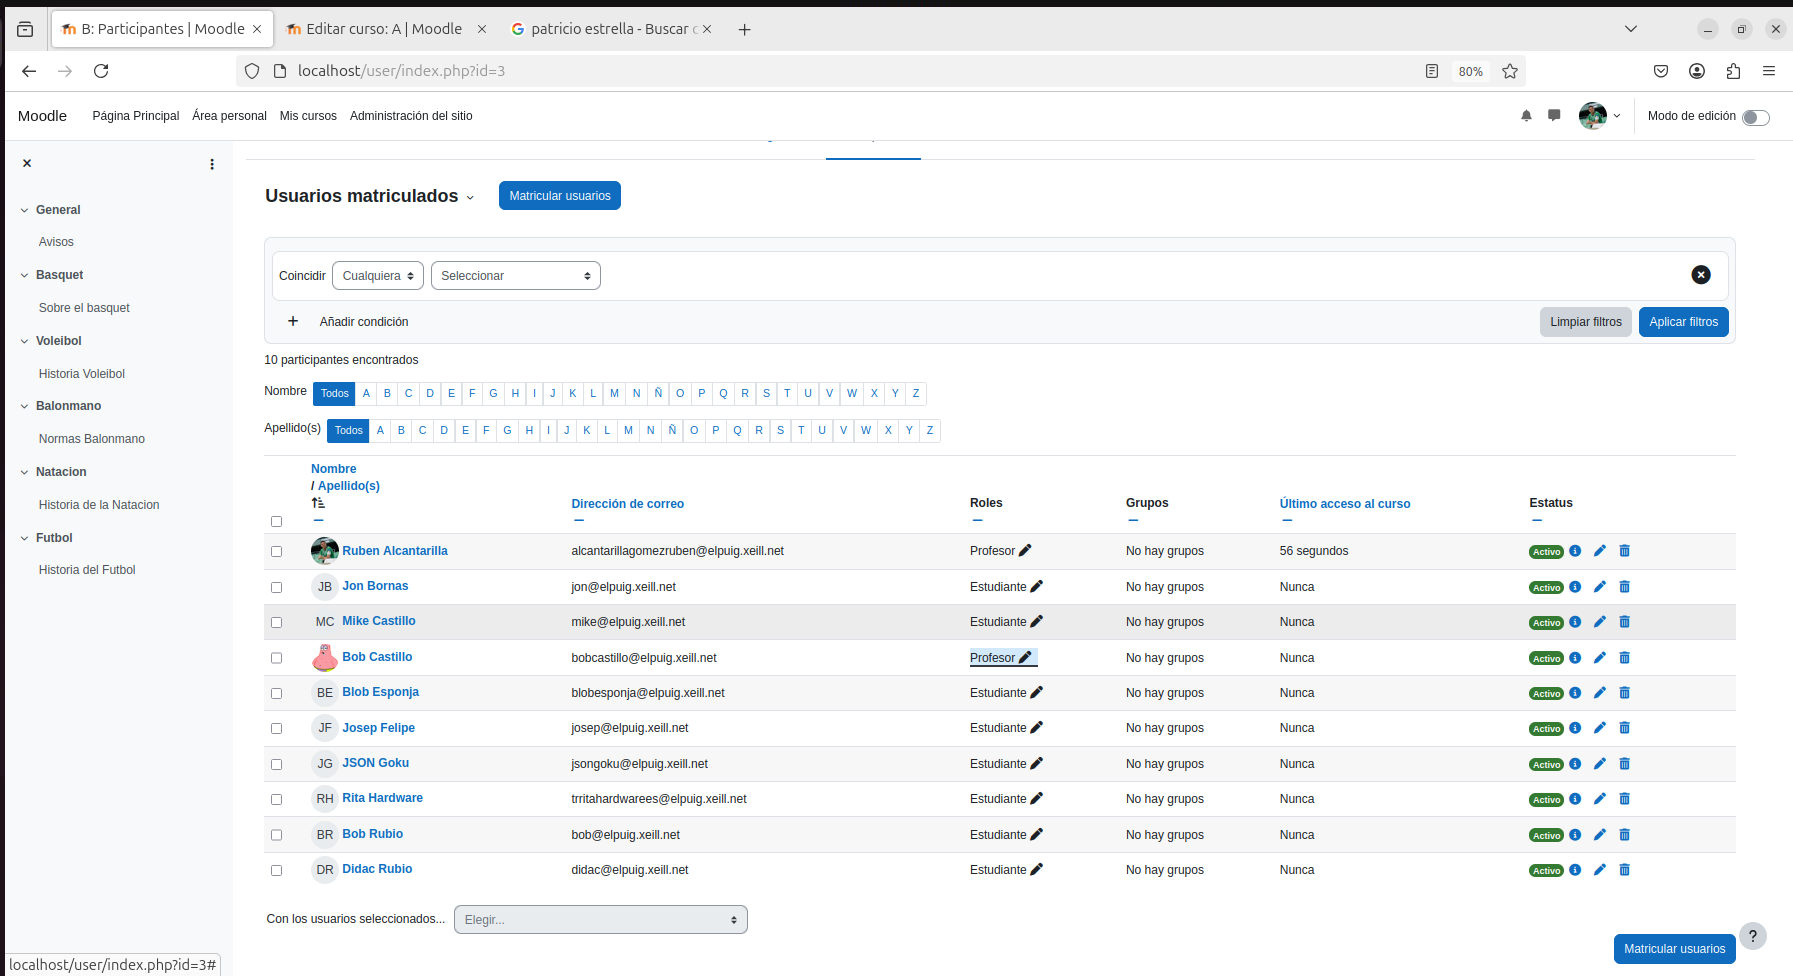 B: Participantes | Moodle
Editar curso: A | Moodle
patricio estrella - Buscar c
localhost/user/index.php?id=3
80%
Moodle
Página Principal
Área personal
Mis cursos
Administración del sitio
Modo de edición
General
Avisos
Basquet
Sobre el basquet
Voleibol
Historia Voleibol
Balonmano
Normas Balonmano
Natacion
Historia de la Natacion
Futbol
Historia del Futbol
Usuarios matriculados
Matricular usuarios
Coincidir Cualquiera Seleccionar
Añadir condición
Limpiar filtros
Aplicar filtros
10 participantes encontrados
Nombre Todos A B C D E F G H I J K L M N Ñ O P Q R S T U V W X Y Z
Apellido(s) Todos A B C D E F G H I J K L M N Ñ O P Q R S T U V W X Y Z
Nombre
/ Apellido(s)
Dirección de correo Roles Grupos Último acceso al curso Estatus
Ruben Alcantarilla alcantarillagomezruben@elpuig.xeill.net Profesor No hay grupos 56 segundos Activo
JB Jon Bornas jon@elpuig.xeill.net Estudiante No hay grupos Nunca Activo
MC Mike Castillo mike@elpuig.xeill.net Estudiante No hay grupos Nunca Activo
Bob Castillo bobcastillo@elpuig.xeill.net Profesor No hay grupos Nunca Activo
BE Blob Esponja blobesponja@elpuig.xeill.net Estudiante No hay grupos Nunca Activo
JF Josep Felipe josep@elpuig.xeill.net Estudiante No hay grupos Nunca Activo
JG JSON Goku jsongoku@elpuig.xeill.net Estudiante No hay grupos Nunca Activo
RH Rita Hardware trritahardwarees@elpuig.xeill.net Estudiante No hay grupos Nunca Activo
BR Bob Rubio bob@elpuig.xeill.net Estudiante No hay grupos Nunca Activo
DR Didac Rubio didac@elpuig.xeill.net Estudiante No hay grupos Nunca Activo
Con los usuarios seleccionados... Elegir...
?
Matricular usuarios
localhost/user/index.php?id=3#